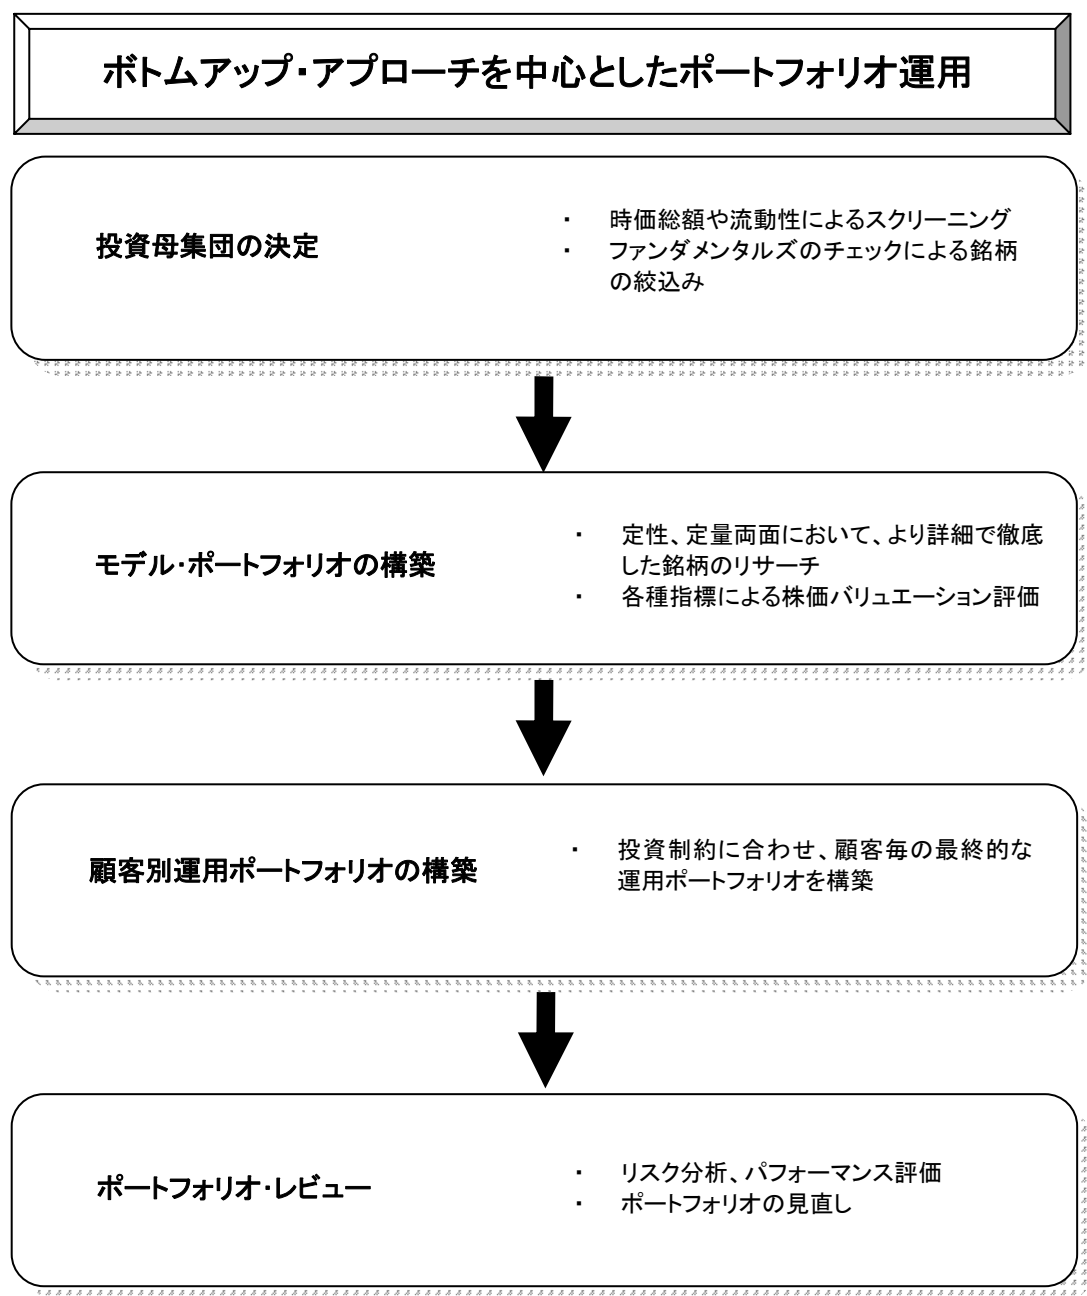 ボトムアップ・アプローチを中心としたポートフォリオ運用
投資母集団の決定
・ 時価総額や流動性によるスクリーニング
・ ファンダメンタルズのチェックによる銘柄
の絞込み
モデル・ポートフォリオの構築
・ 定性、定量両面において、より詳細で徹底
した銘柄のリサーチ
・ 各種指標による株価バリュエーション評価
顧客別運用ポートフォリオの構築
・ 投資制約に合わせ、顧客毎の最終的な
運用ポートフォリオを構築
ポートフォリオ・レビュー
・ リスク分析、パフォーマンス評価
・ ポートフォリオの見直し